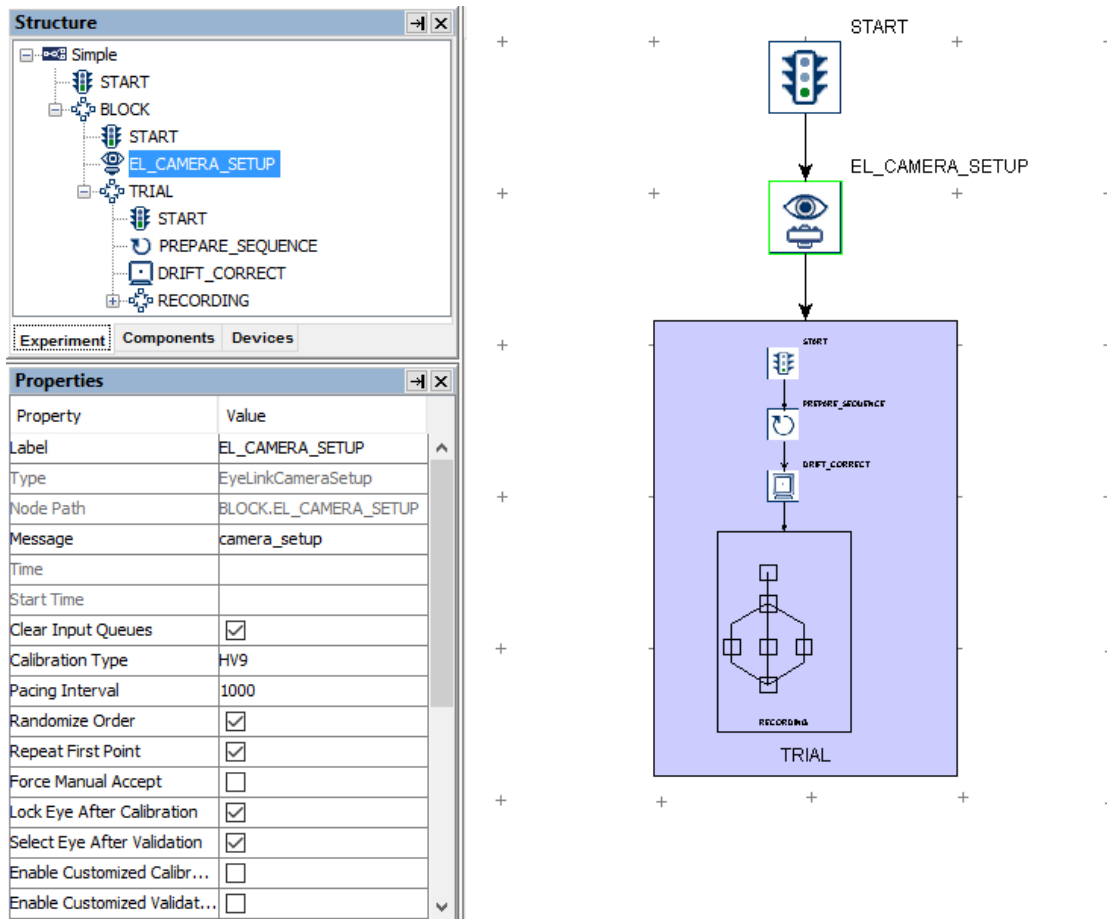 Structure
Simple
START
BLOCK
START
EL_CAMERA_SETUP
TRIAL
START
PREPARE_SEQUENCE
DRIFT_CORRECT
RECORDING
Experiment Components Devices
Properties
Property Value
Label EL_CAMERA_SETUP
Type EyeLinkCameraSetup
Node Path BLOCK.EL_CAMERA_SETUP
Message camera_setup
Time
Start Time
Clear Input Queues
Calibration Type HV9
Pacing Interval 1000
Randomize Order
Repeat First Point
Force Manual Accept
Lock Eye After Calibration
Select Eye After Validation
Enable Customized Calibr...
Enable Customized Validat...
START
EL_CAMERA_SETUP
START
PREPARE_SEQUENCE
DRIFT_CORRECT
RECORDING
TRIAL